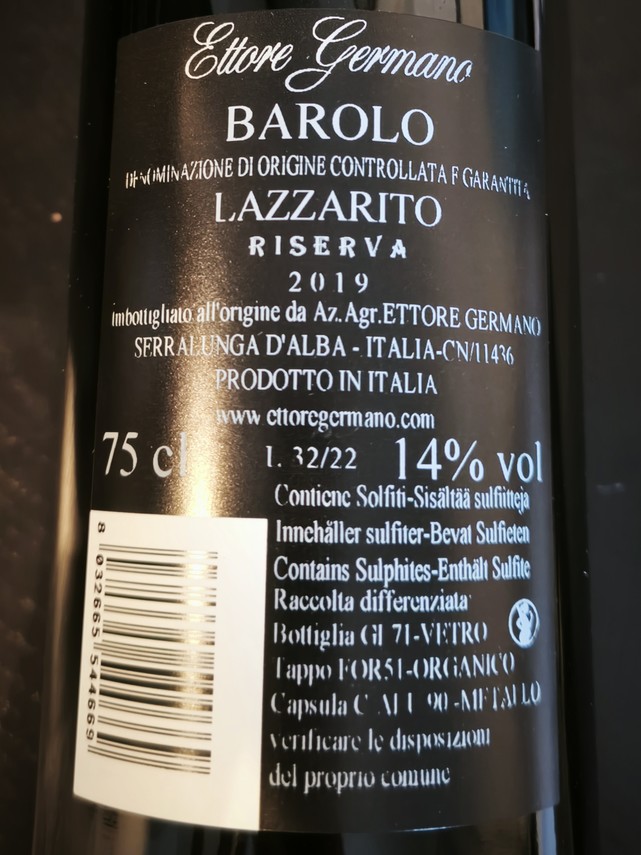 Ettore Germano
BAROLO
DENOMINAZIONE DI ORIGINE CONTROLLATA E GARANTITA
LAZZARITO
RISERVA
2019
imbottigliato all'origine da Az. Agr. ETTORE GERMANO
SERRALUNGA D'ALBA - ITALIA-CN/11436
PRODOTTO IN ITALIA
www.ettoregermano.com
75 cl L. 32/22 14% vol
Contiene Solfiti-Sisältää sulfiitteja
Innehåller sulfiter-Bevat Sulfieten
Contains Sulphites-Enthält Sulfite
Raccolta differenziata:
Bottiglia Gl 71-VETRO
Tappo FOR51-ORGANICO
Capsula C/ALU 90 -METALLO
verificare le disposizioni
del proprio comune
8 032665 544669